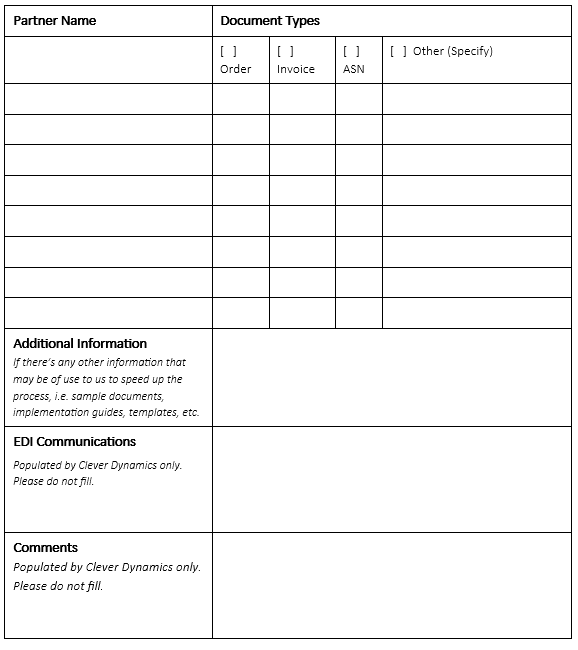 Partner Name
Document Types
[ ] Order
[ ] Invoice
[ ] ASN
[ ] Other (Specify)
Additional Information
If there's any other information that
may be of use to us to speed up the
process, i.e. sample documents,
implementation guides, templates, etc.
EDI Communications
Populated by Clever Dynamics only.
Please do not fill.
Comments
Populated by Clever Dynamics only.
Please do not fill.